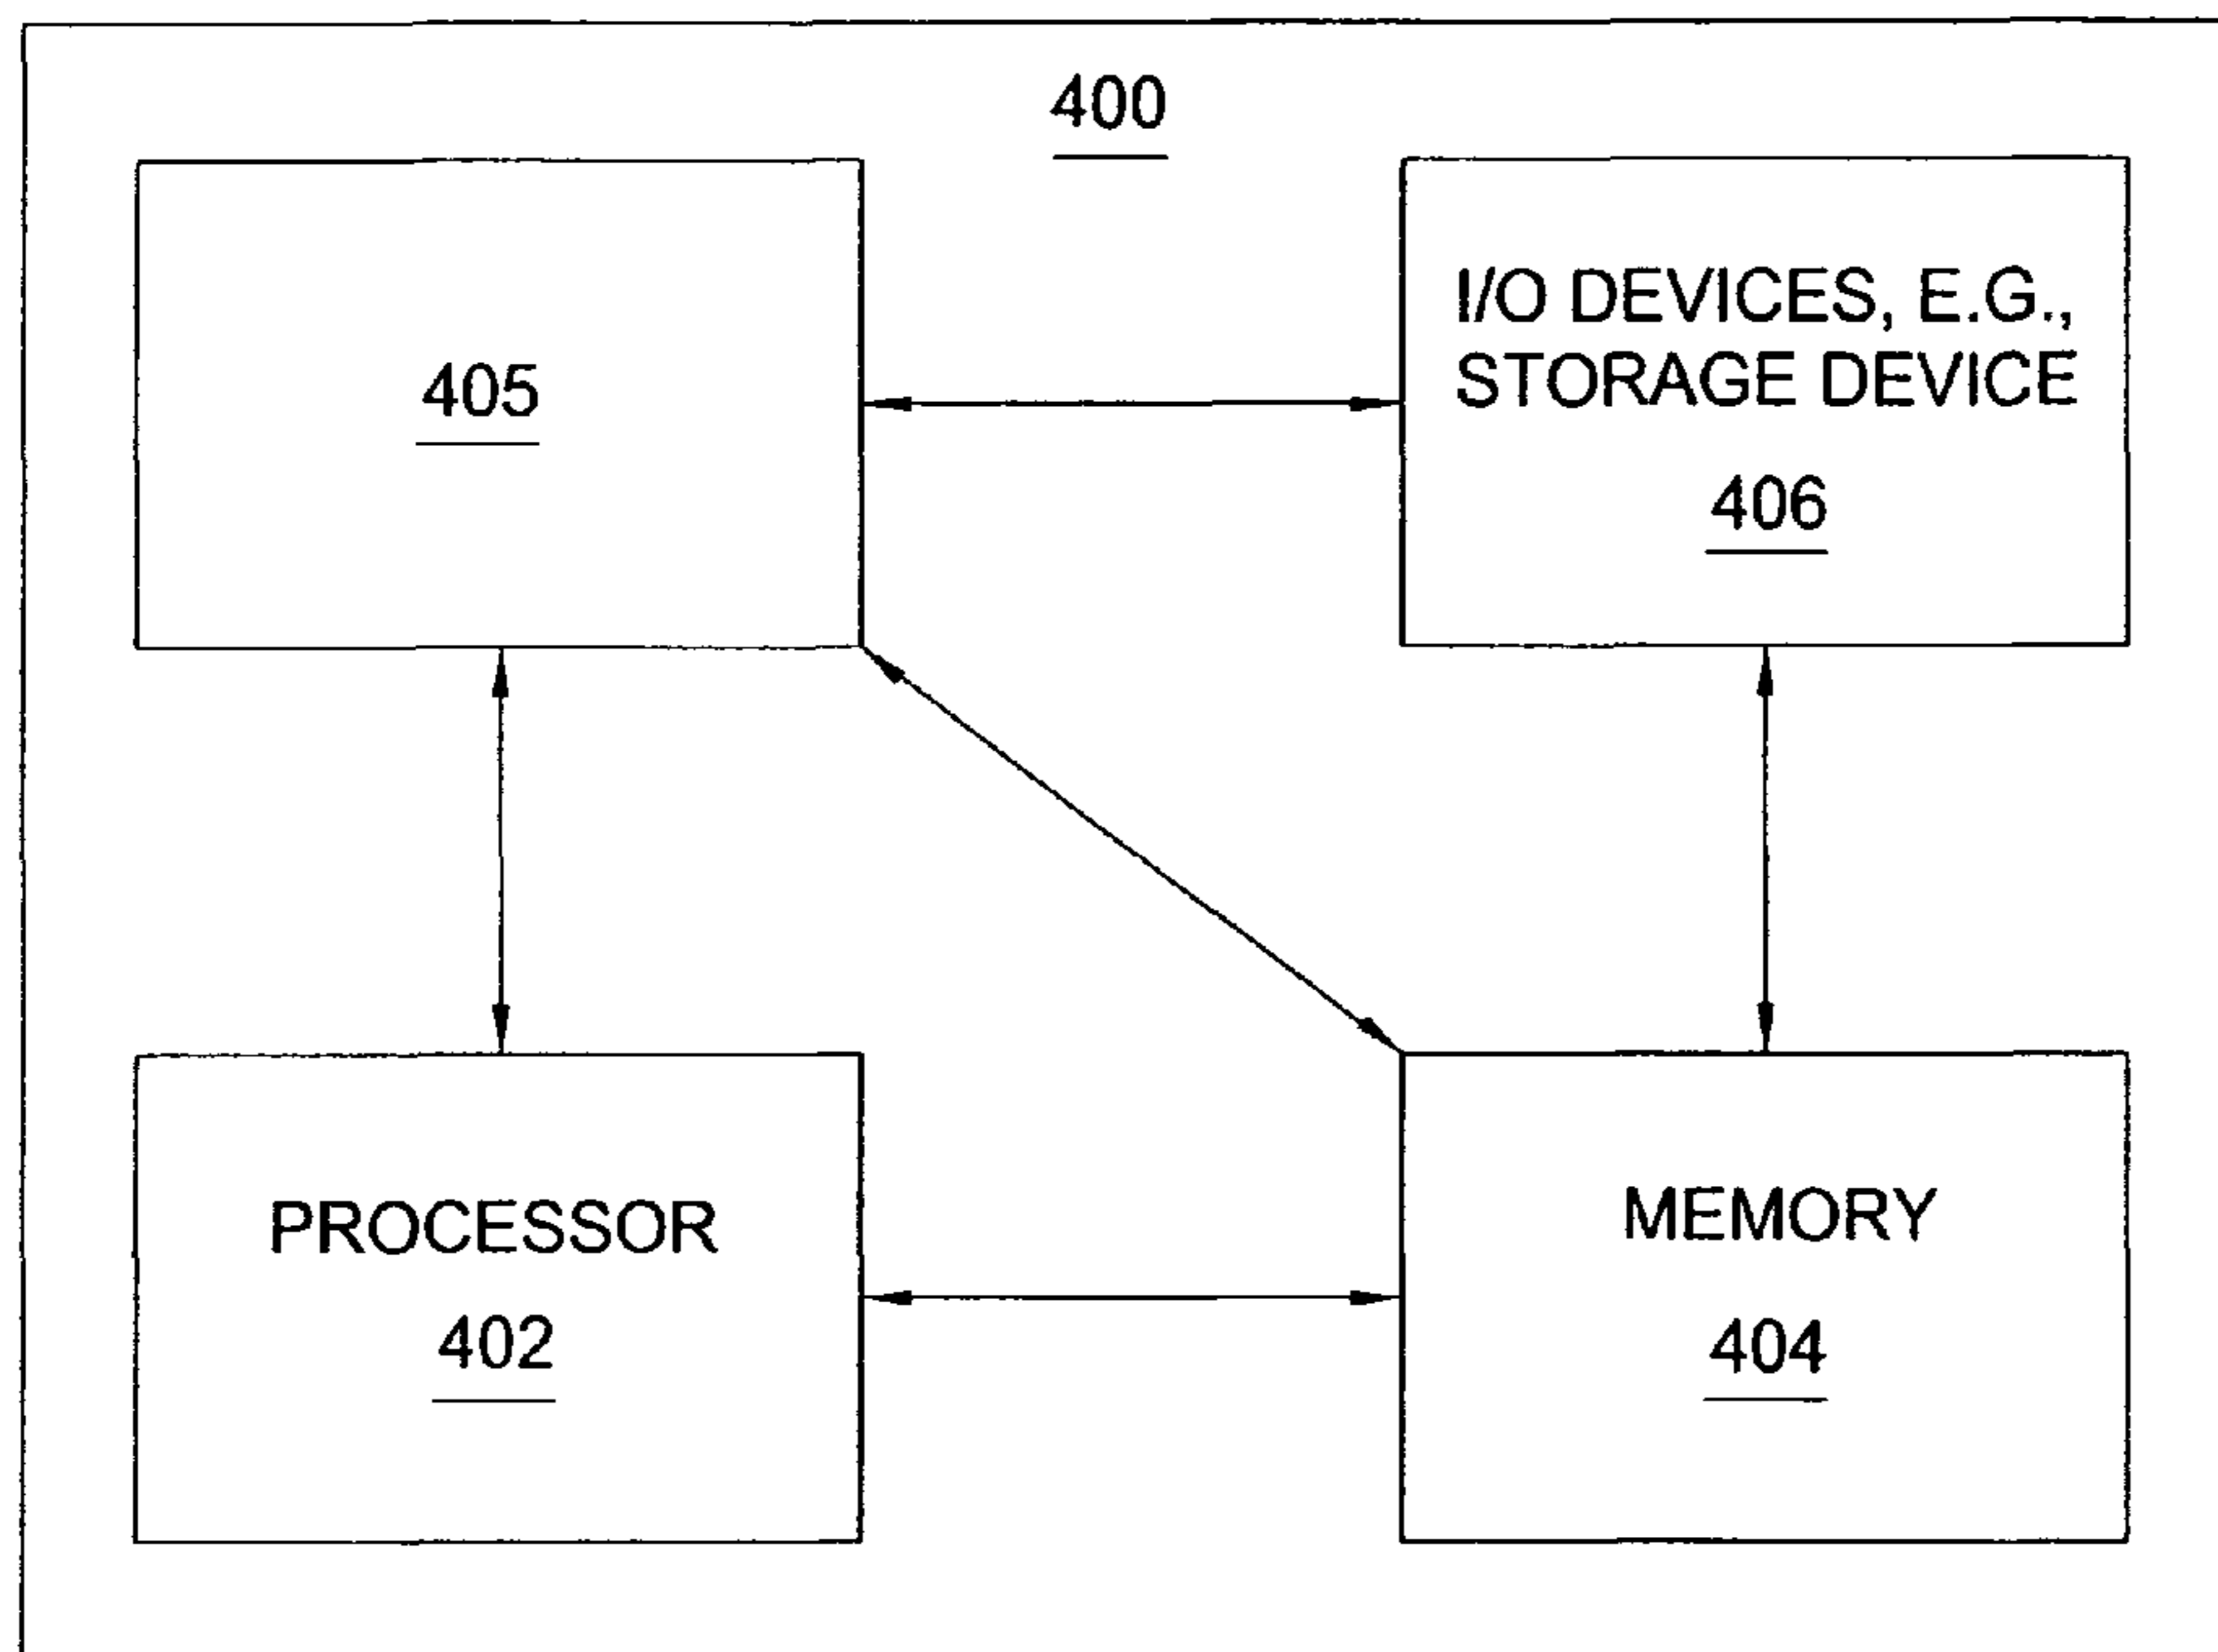 400
405
I/O DEVICES, E.G.,
STORAGE DEVICE
406
PROCESSOR
402
MEMORY
404